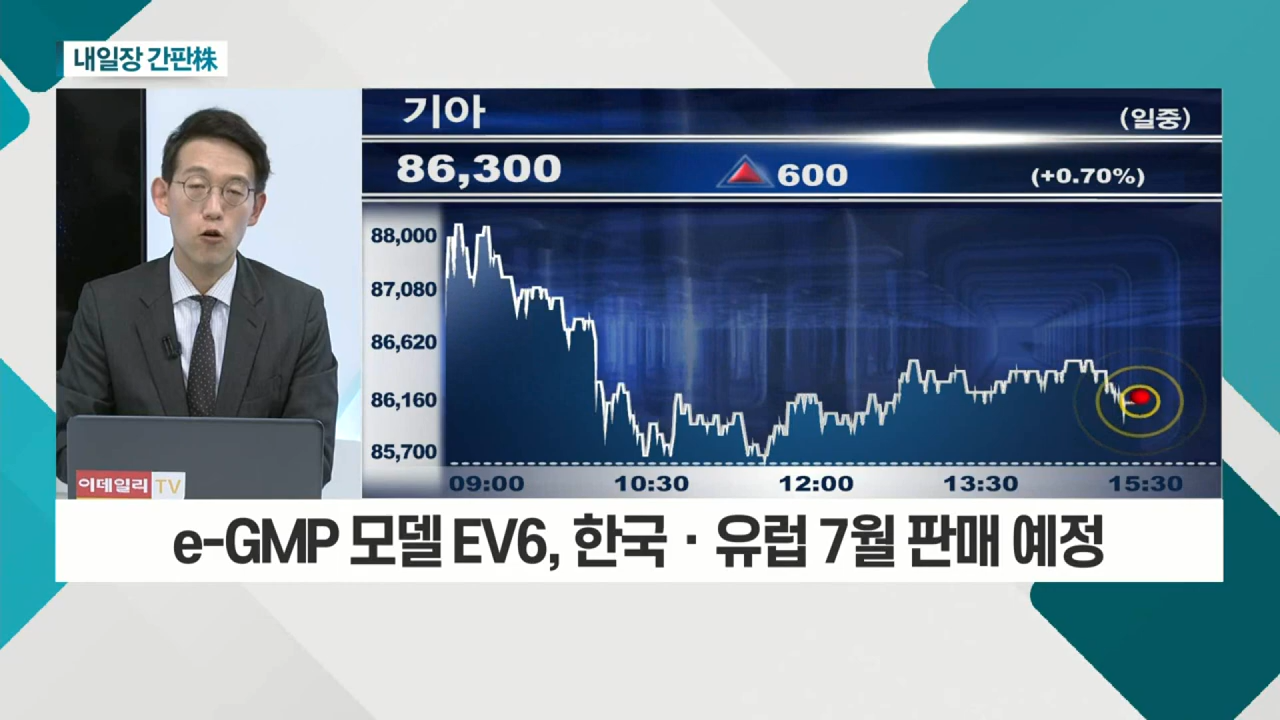 내일장 간판株
기아
(일중)
86,300 ▲ 600 (+0.70%)
88,000
87,080
86,620
86,160
85,700
09:00 10:30 12:00 13:30 15:30
이데일리 TV
e-GMP 모델 EV6, 한국·유럽 7월 판매 예정